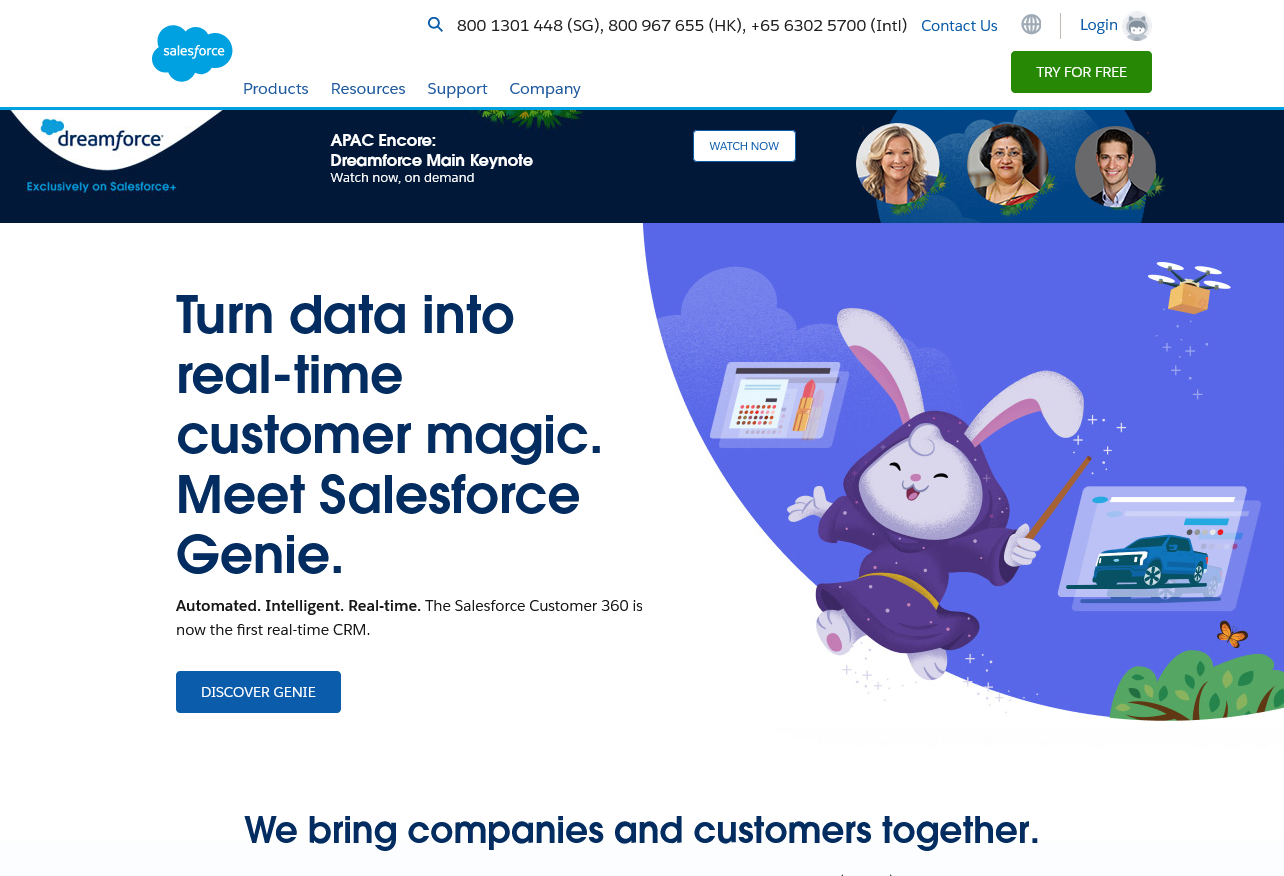 salesforce
800 1301 448 (SG), 800 967 655 (HK), +65 6302 5700 (Intl)
Contact Us
Login
Products
Resources
Support
Company
TRY FOR FREE
dreamforce
Exclusively on Salesforce+
APAC Encore:
Dreamforce Main Keynote
Watch now, on demand
WATCH NOW
Turn data into
real-time
customer magic.
Meet Salesforce
Genie.
Automated. Intelligent. Real-time. The Salesforce Customer 360 is
now the first real-time CRM.
DISCOVER GENIE
We bring companies and customers together.